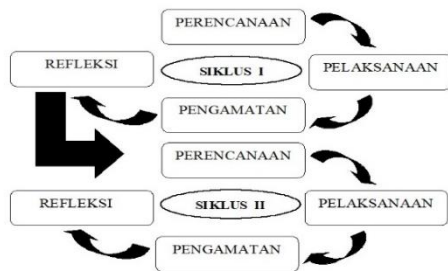 PERENCANAAN
REFLEKSI
SIKLUS I
PELAKSANAAN
PENGAMATAN
PERENCANAAN
REFLEKSI
SIKLUS II
PELAKSANAAN
PENGAMATAN